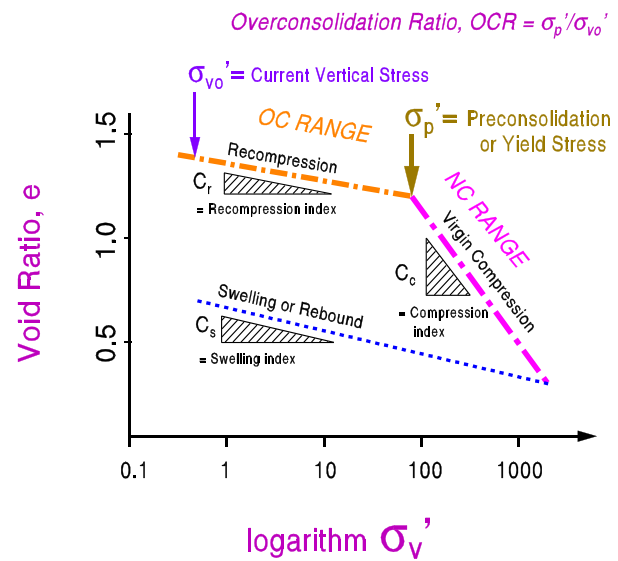 Overconsolidation Ratio, OCR = σp'/σvo'
σvo' = Current Vertical Stress
OC RANGE
σp' = Preconsolidation
or Yield Stress
1.5
1.0
0.5
Void Ratio, e
Recompression
Cr
= Recompression index
NC RANGE
Virgin Compression
Cc
= Compression
index
Swelling or Rebound
Cs
= Swelling index
0.1
1
10
100
1000
logarithm σv'